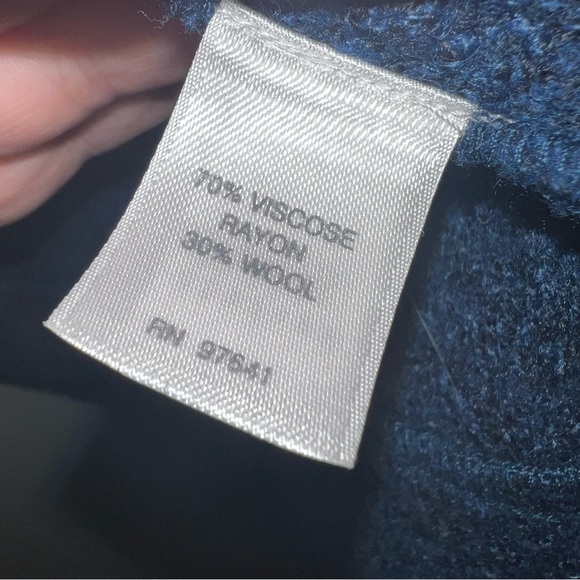 70% VISCOSE
RAYON
30% WOOL
RN 97641